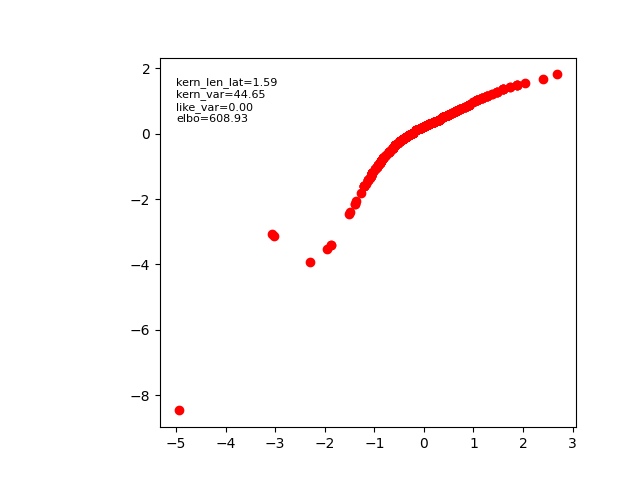 kern_len_lat=1.59
kern_var=44.65
like_var=0.00
elbo=608.93
2
0
−2
−4
−6
−8
−5 −4 −3 −2 −1 0 1 2 3